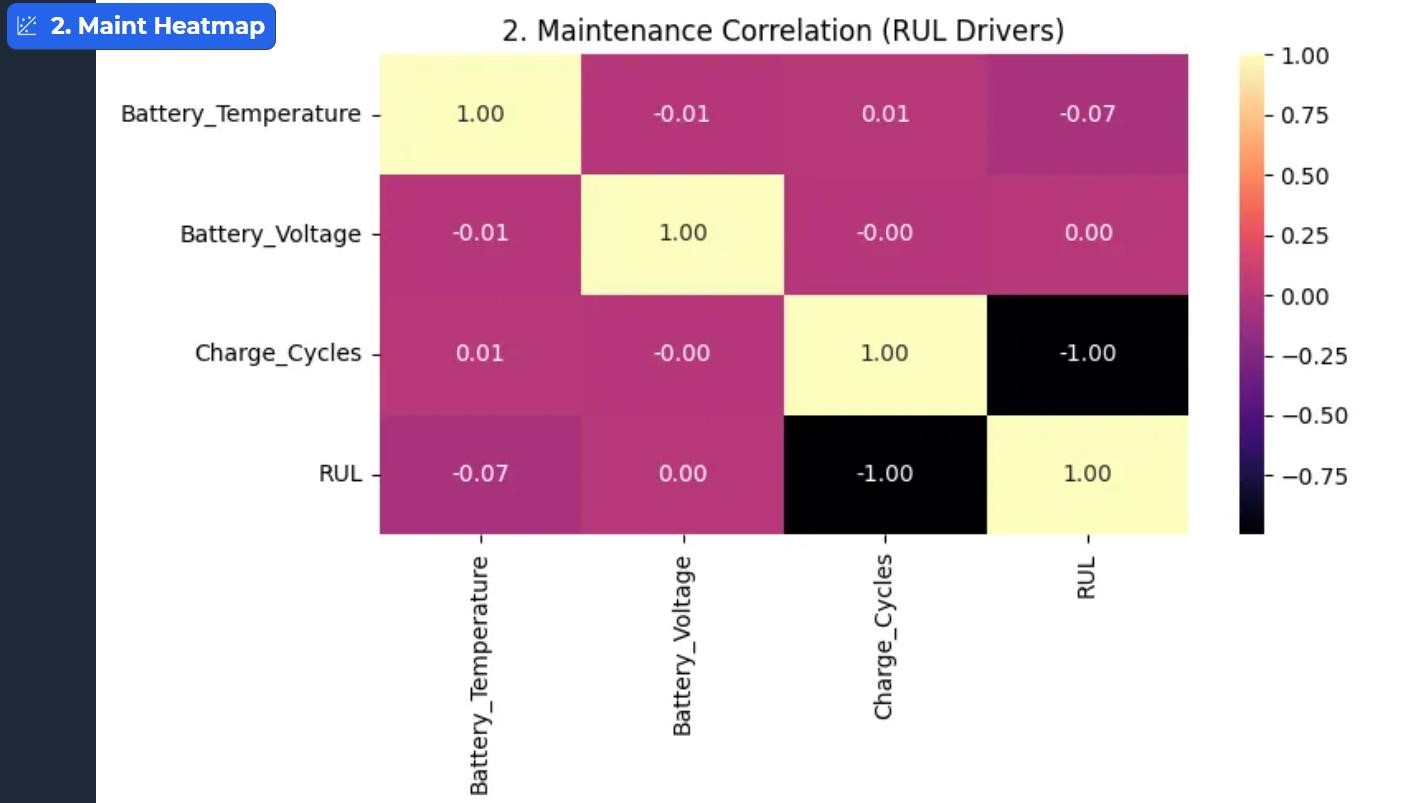 2. Maint Heatmap
2. Maintenance Correlation (RUL Drivers)
Battery_Temperature 1.00 -0.01 0.01 -0.07
Battery_Voltage -0.01 1.00 -0.00 0.00
Charge_Cycles 0.01 -0.00 1.00 -1.00
RUL -0.07 0.00 -1.00 1.00
Battery_Temperature
Battery_Voltage
Charge_Cycles
RUL
1.00
0.75
0.50
0.25
0.00
−0.25
−0.50
−0.75